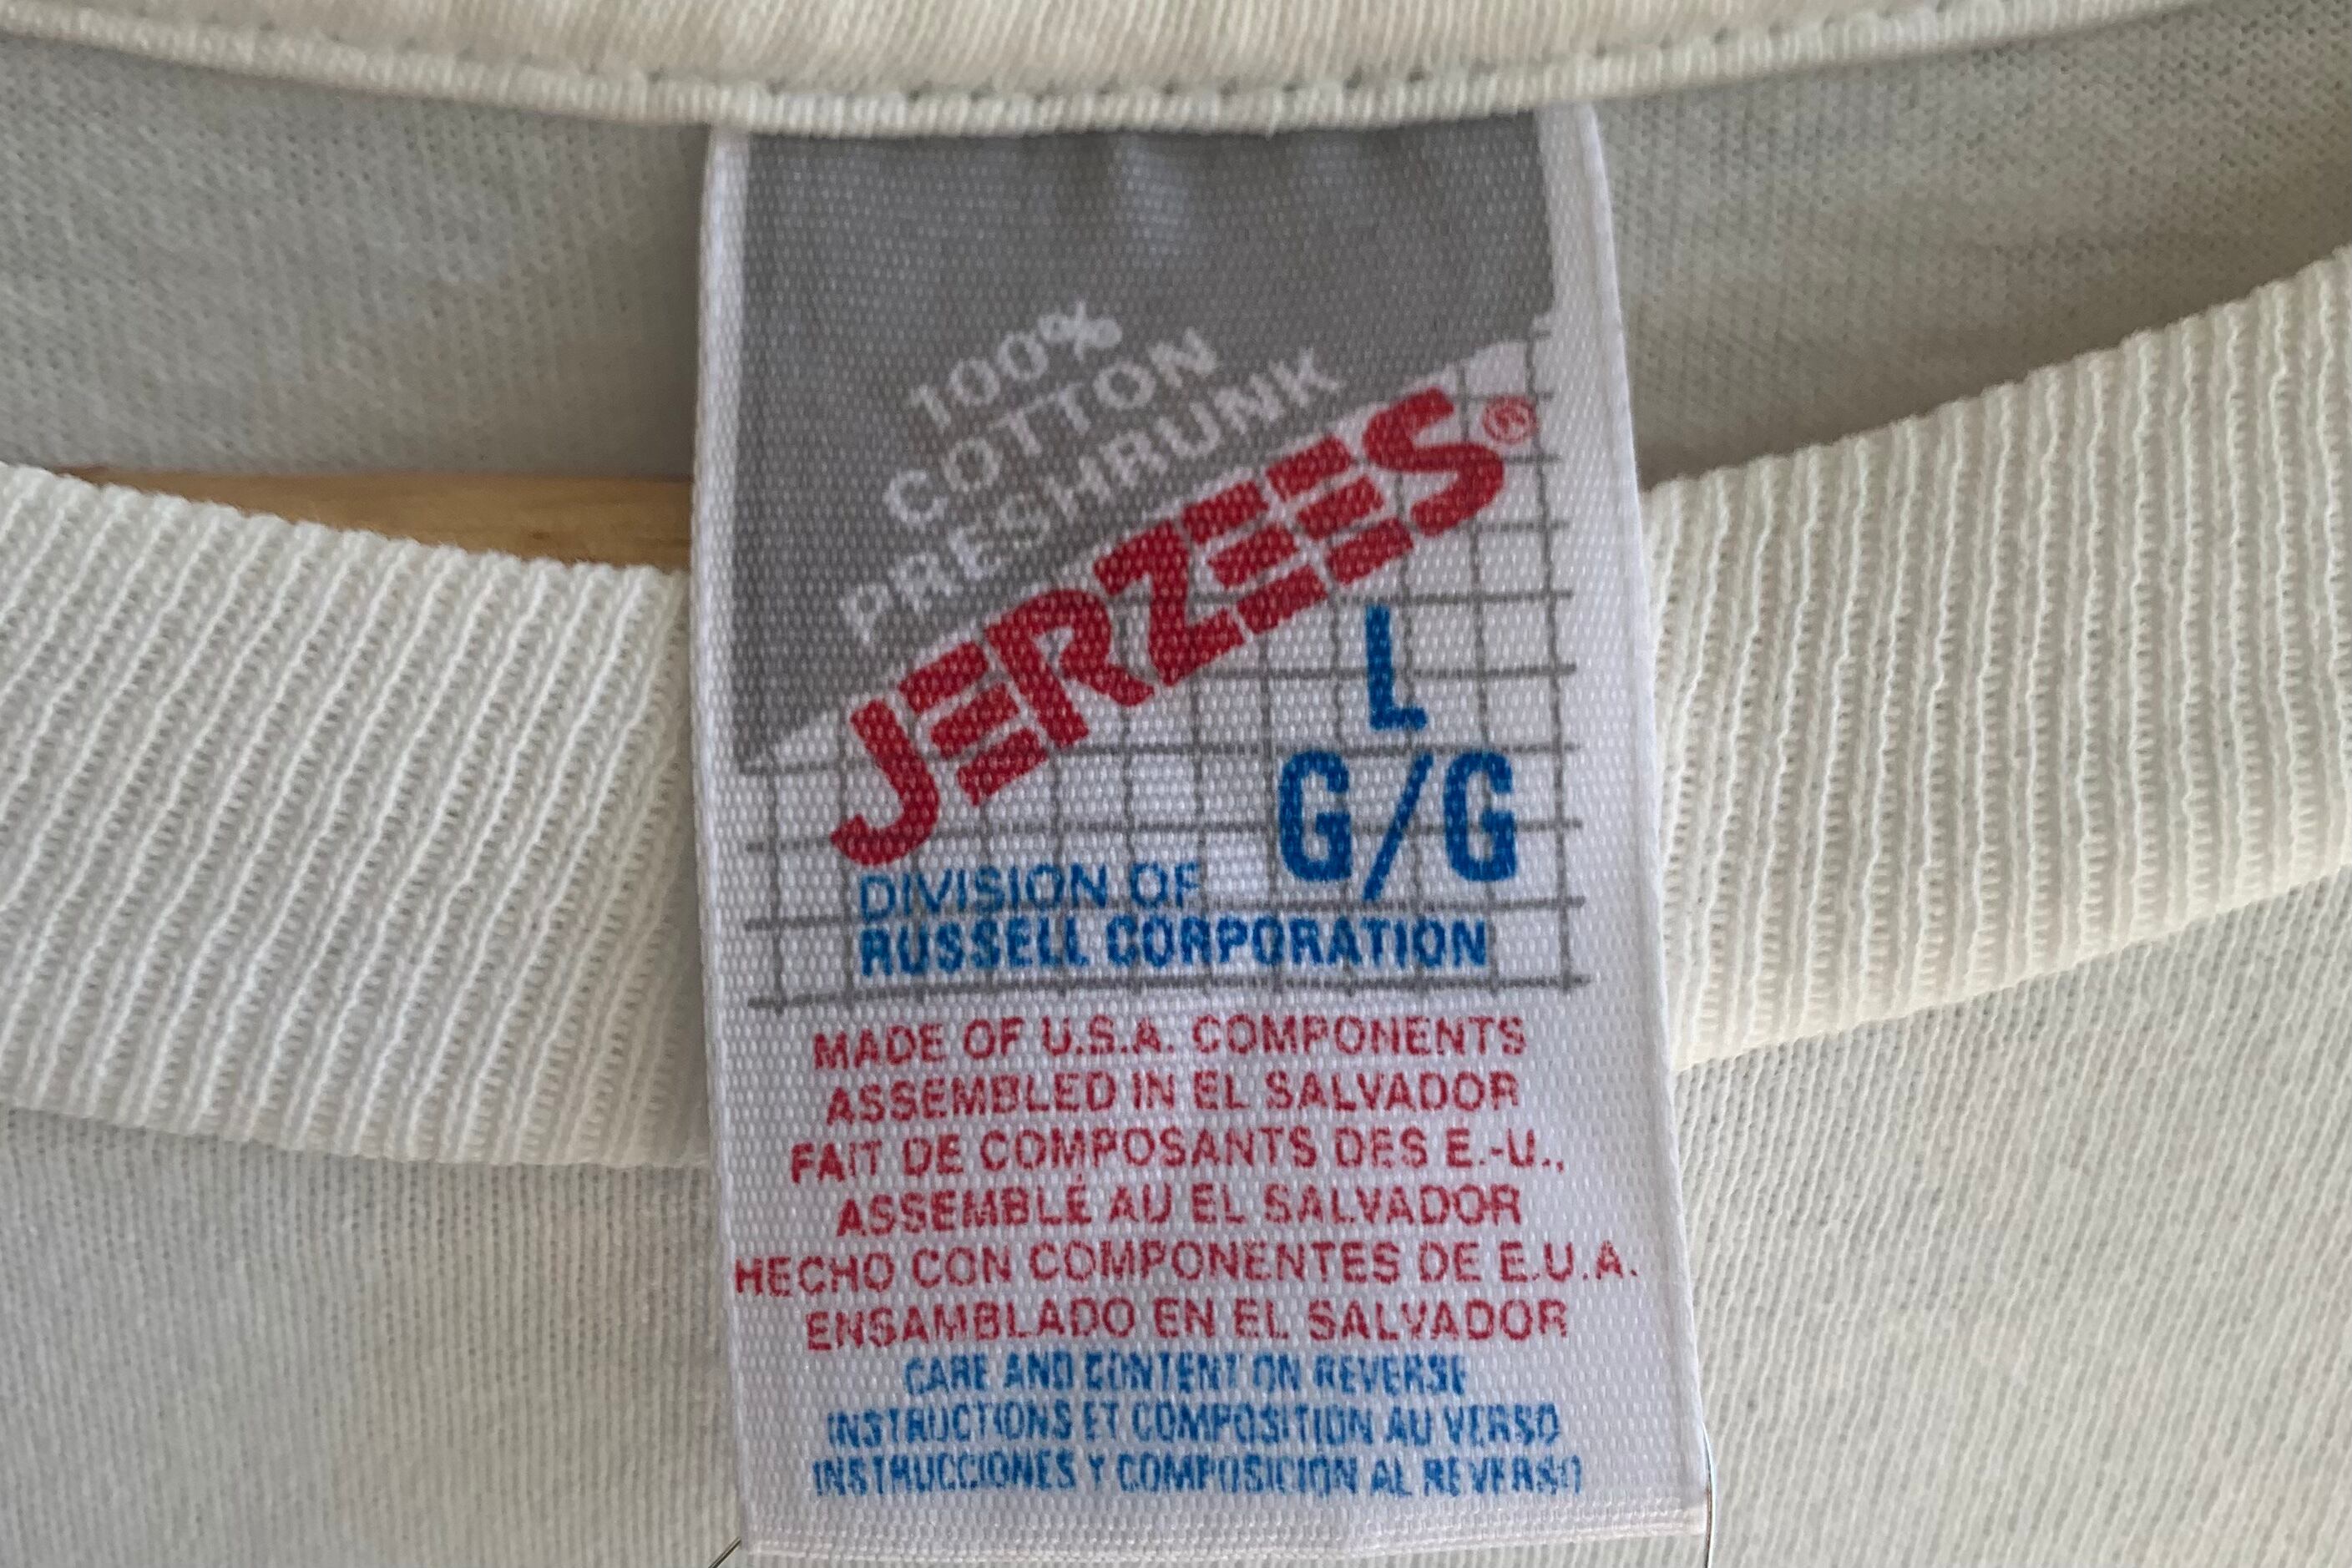 100%
COTTON
PRESHRUNK
JERZEES®
L
G/G
DIVISION OF
RUSSELL CORPORATION
MADE OF U.S.A. COMPONENTS
ASSEMBLED IN EL SALVADOR
FAIT DE COMPOSANTS DES E.-U.,
ASSEMBLÉ AU EL SALVADOR
HECHO CON COMPONENTES DE E.U.A.
ENSAMBLADO EN EL SALVADOR
CARE AND CONTENT ON REVERSE
INSTRUCTIONS ET COMPOSITION AU VERSO
INSTRUCCIONES Y COMPOSICION AL REVERSO